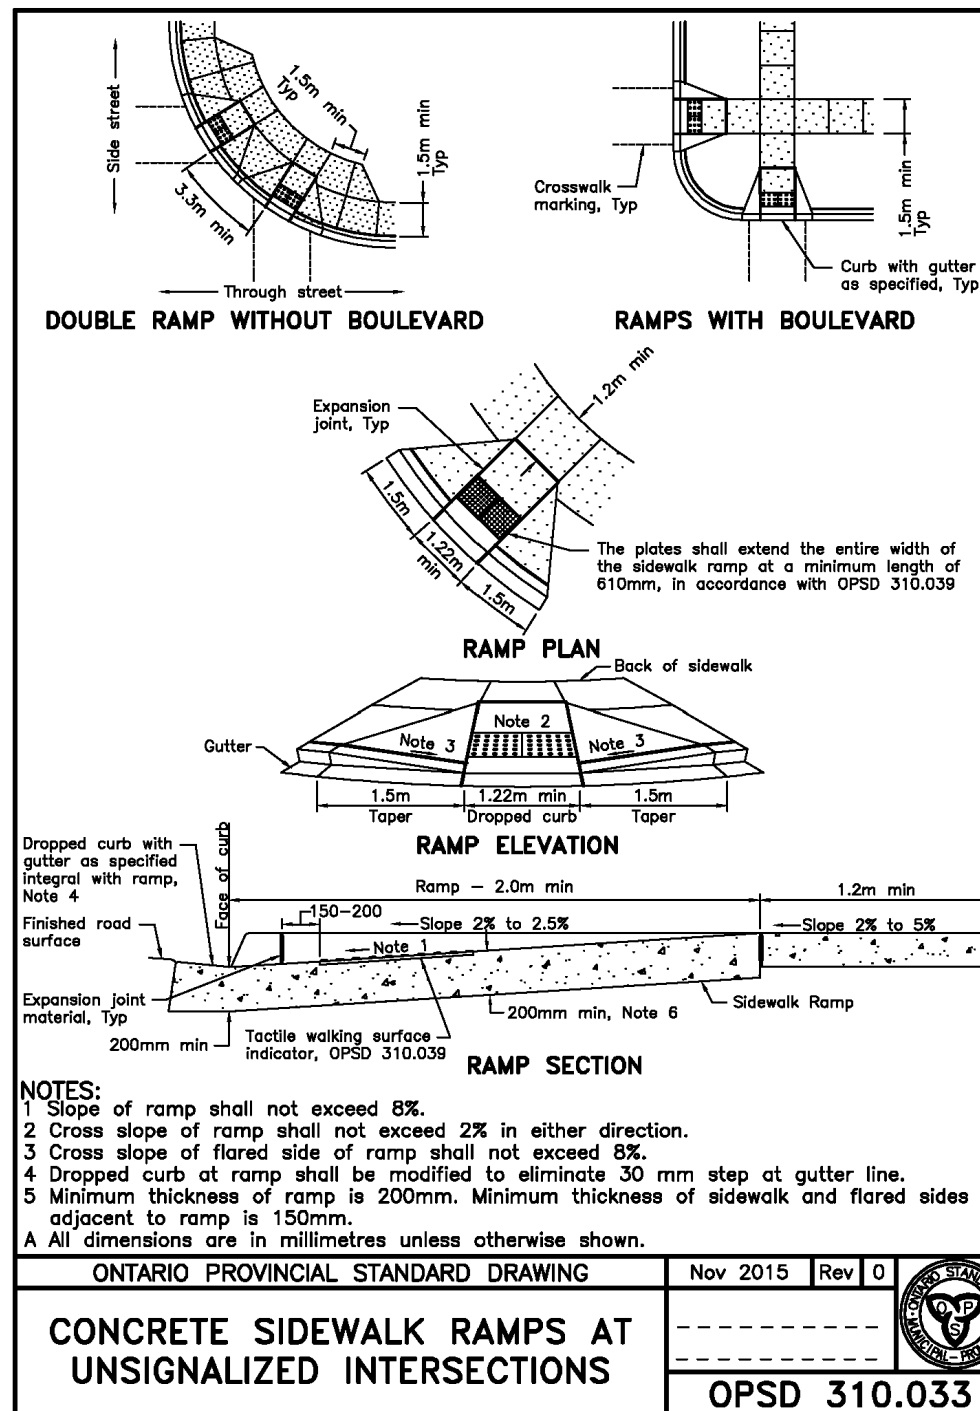 Side street
1.5m min
Typ
1.5m min
Typ
3.3m min
Through street
DOUBLE RAMP WITHOUT BOULEVARD
Crosswalk
marking, Typ
1.5m min
Typ
Curb with gutter
as specified, Typ
RAMPS WITH BOULEVARD
Expansion
joint, Typ
1.2m min
1.5m
1.22m
min
1.5m
The plates shall extend the entire width of
the sidewalk ramp at a minimum length of
610mm, in accordance with OPSD 310.039
RAMP PLAN
Back of sidewalk
Note 2
Note 3
Note 3
Gutter
1.5m
Taper
1.22m min
Dropped curb
1.5m
Taper
RAMP ELEVATION
Dropped curb with
gutter as specified
integral with ramp,
Note 4
Face of curb
Ramp – 2.0m min
1.2m min
150-200
Finished road
surface
Slope 2% to 2.5%
Slope 2% to 5%
Note 1
Expansion joint
material, Typ
200mm min
Tactile walking surface
indicator, OPSD 310.039
200mm min, Note 6
Sidewalk Ramp
RAMP SECTION
NOTES:
1 Slope of ramp shall not exceed 8%.
2 Cross slope of ramp shall not exceed 2% in either direction.
3 Cross slope of flared side of ramp shall not exceed 8%.
4 Dropped curb at ramp shall be modified to eliminate 30 mm step at gutter line.
5 Minimum thickness of ramp is 200mm. Minimum thickness of sidewalk and flared sides
adjacent to ramp is 150mm.
A All dimensions are in millimetres unless otherwise shown.
ONTARIO PROVINCIAL STANDARD DRAWING
Nov 2015
Rev
0
CONCRETE SIDEWALK RAMPS AT
UNSIGNALIZED INTERSECTIONS
ONTARIO
MUNICIPAL
O P
S
OPSD 310.033